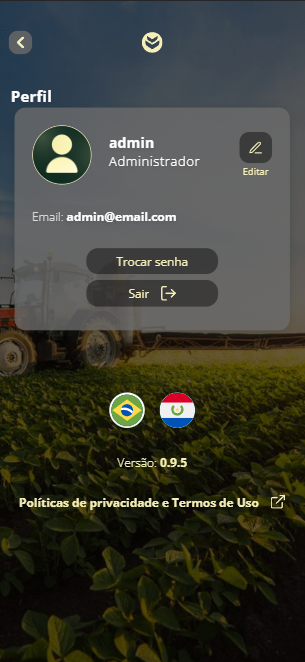 Perfil
admin
Administrador
Editar
Email: admin@email.com
Trocar senha
Sair
Versão: 0.9.5
Políticas de privacidade e Termos de Uso